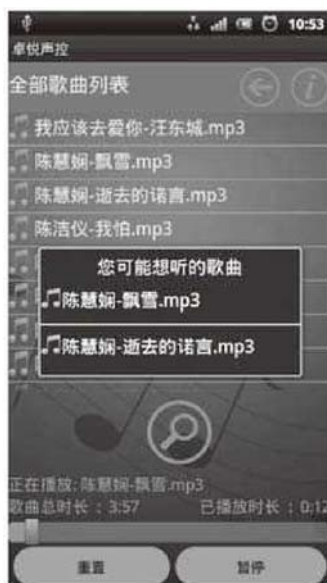 10:53
卓悦声控
全部歌曲列表
我应该去爱你-汪东城.mp3
陈慧娴-飘雪.mp3
陈慧娴-逝去的诺言.mp3
陈洁仪-我怕.mp3
您可能想听的歌曲
陈慧娴-飘雪.mp3
陈慧娴-逝去的诺言.mp3
正在播放: 陈慧娴-飘雪.mp3
歌曲总时长 : 3:57 已播放时长 : 0:12
重置 暂停